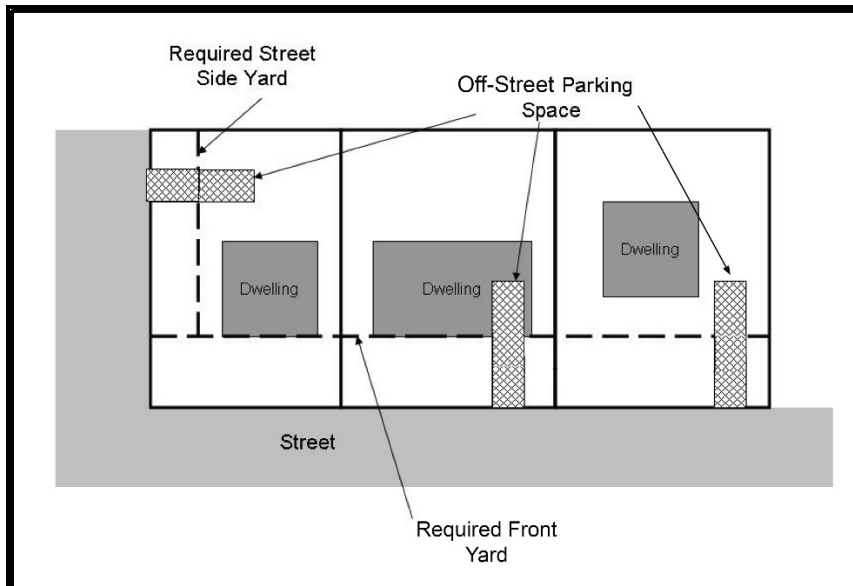 Required Street
Side Yard
Off-Street Parking
Space
Dwelling
Dwelling
Dwelling
Street
Required Front
Yard